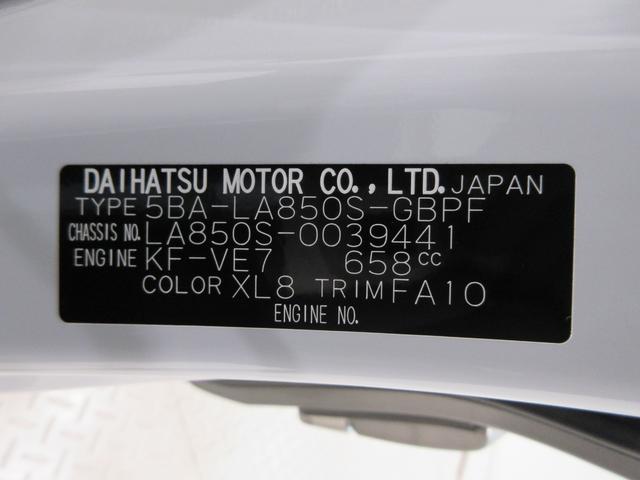 DAIHATSU MOTOR CO., LTD. JAPAN
TYPE 5BA-LA850S-GBPF
CHASSIS NO. LA850S-0039441
ENGINE KF-VE7 658cc
COLOR XL8 TRIM FA10
ENGINE NO.